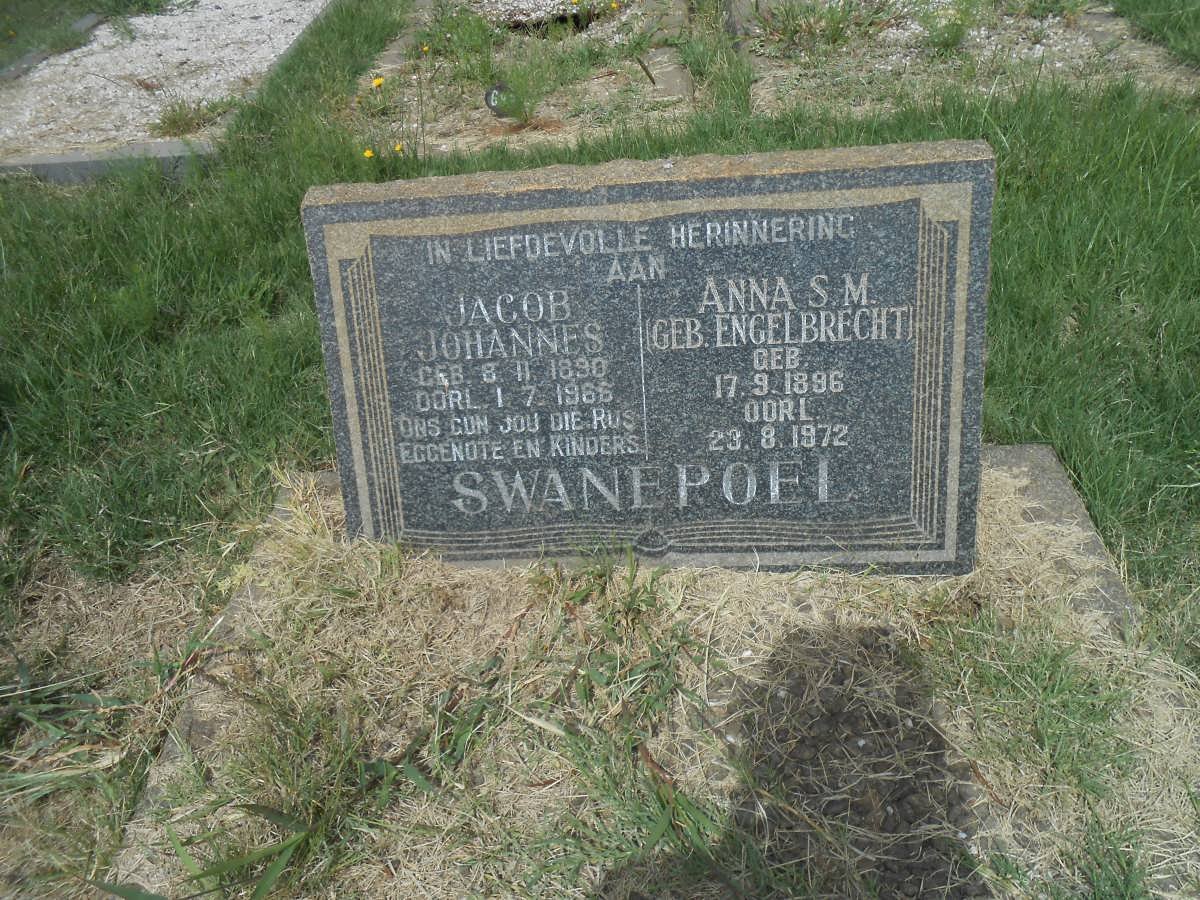 IN LIEFDEVOLLE HERINNERING
AAN
JACOB
JOHANNES
GEB. 8. 11. 1890
OORL. 1. 7. 1966
ONS GUN JOU DIE RUS
EGGENOTE EN KINDERS
ANNA S. M.
(GEB. ENGELBRECHT)
GEB.
17. 9. 1896
OORL.
23. 8. 1972
SWANEPOEL